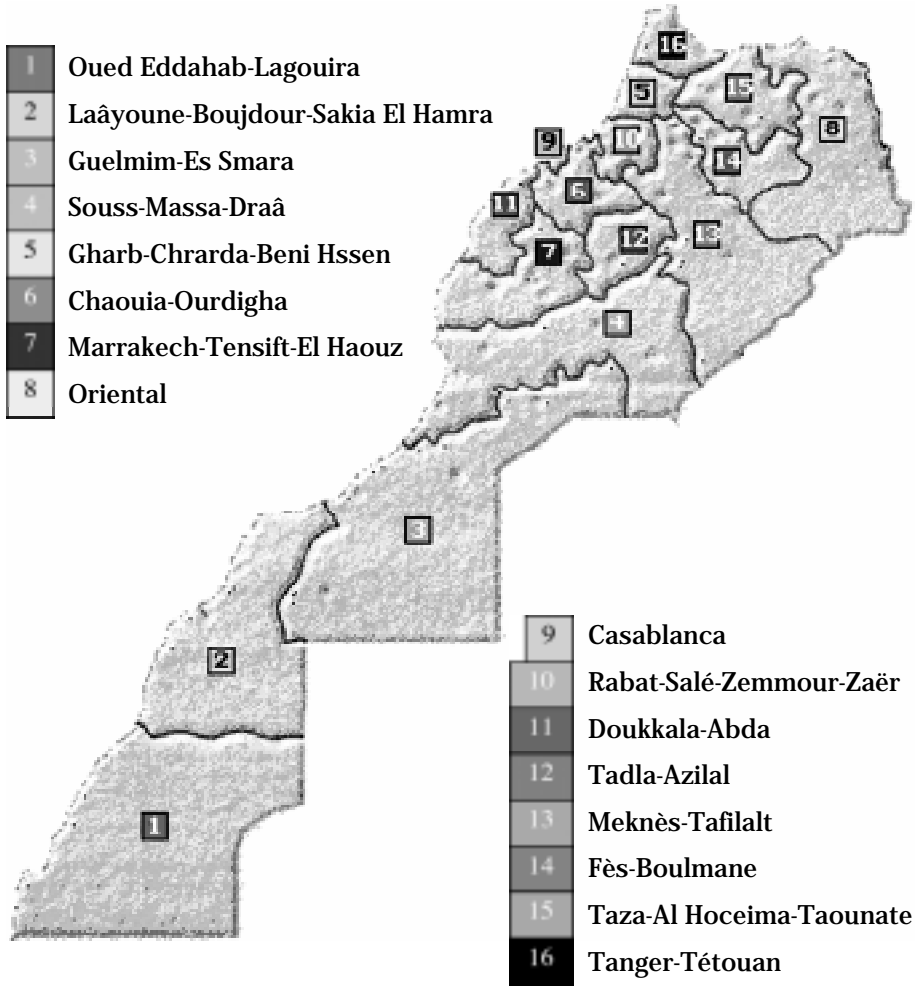 16
15
5
8
9
10
14
11
6
12
13
7
4
3
2
1
1 Oued Eddahab-Lagouira
2 Laâyoune-Boujdour-Sakia El Hamra
3 Guelmim-Es Smara
4 Souss-Massa-Draâ
5 Gharb-Chrarda-Beni Hssen
6 Chaouia-Ourdigha
7 Marrakech-Tensift-El Haouz
8 Oriental
9 Casablanca
10 Rabat-Salé-Zemmour-Zaër
11 Doukkala-Abda
12 Tadla-Azilal
13 Meknès-Tafilalt
14 Fès-Boulmane
15 Taza-Al Hoceima-Taounate
16 Tanger-Tétouan